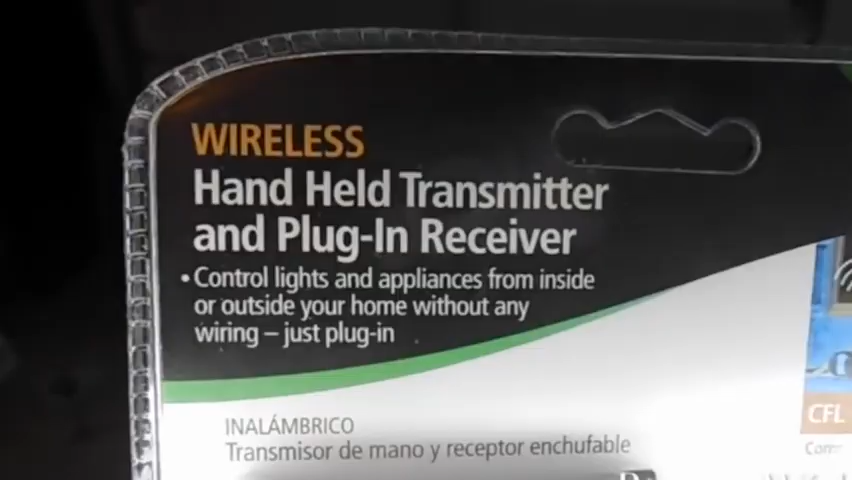 WIRELESS
Hand Held Transmitter
and Plug-In Receiver
• Control lights and appliances from inside
or outside your home without any
wiring – just plug-in
INALÁMBRICO
Transmisor de mano y receptor enchufable
CFL